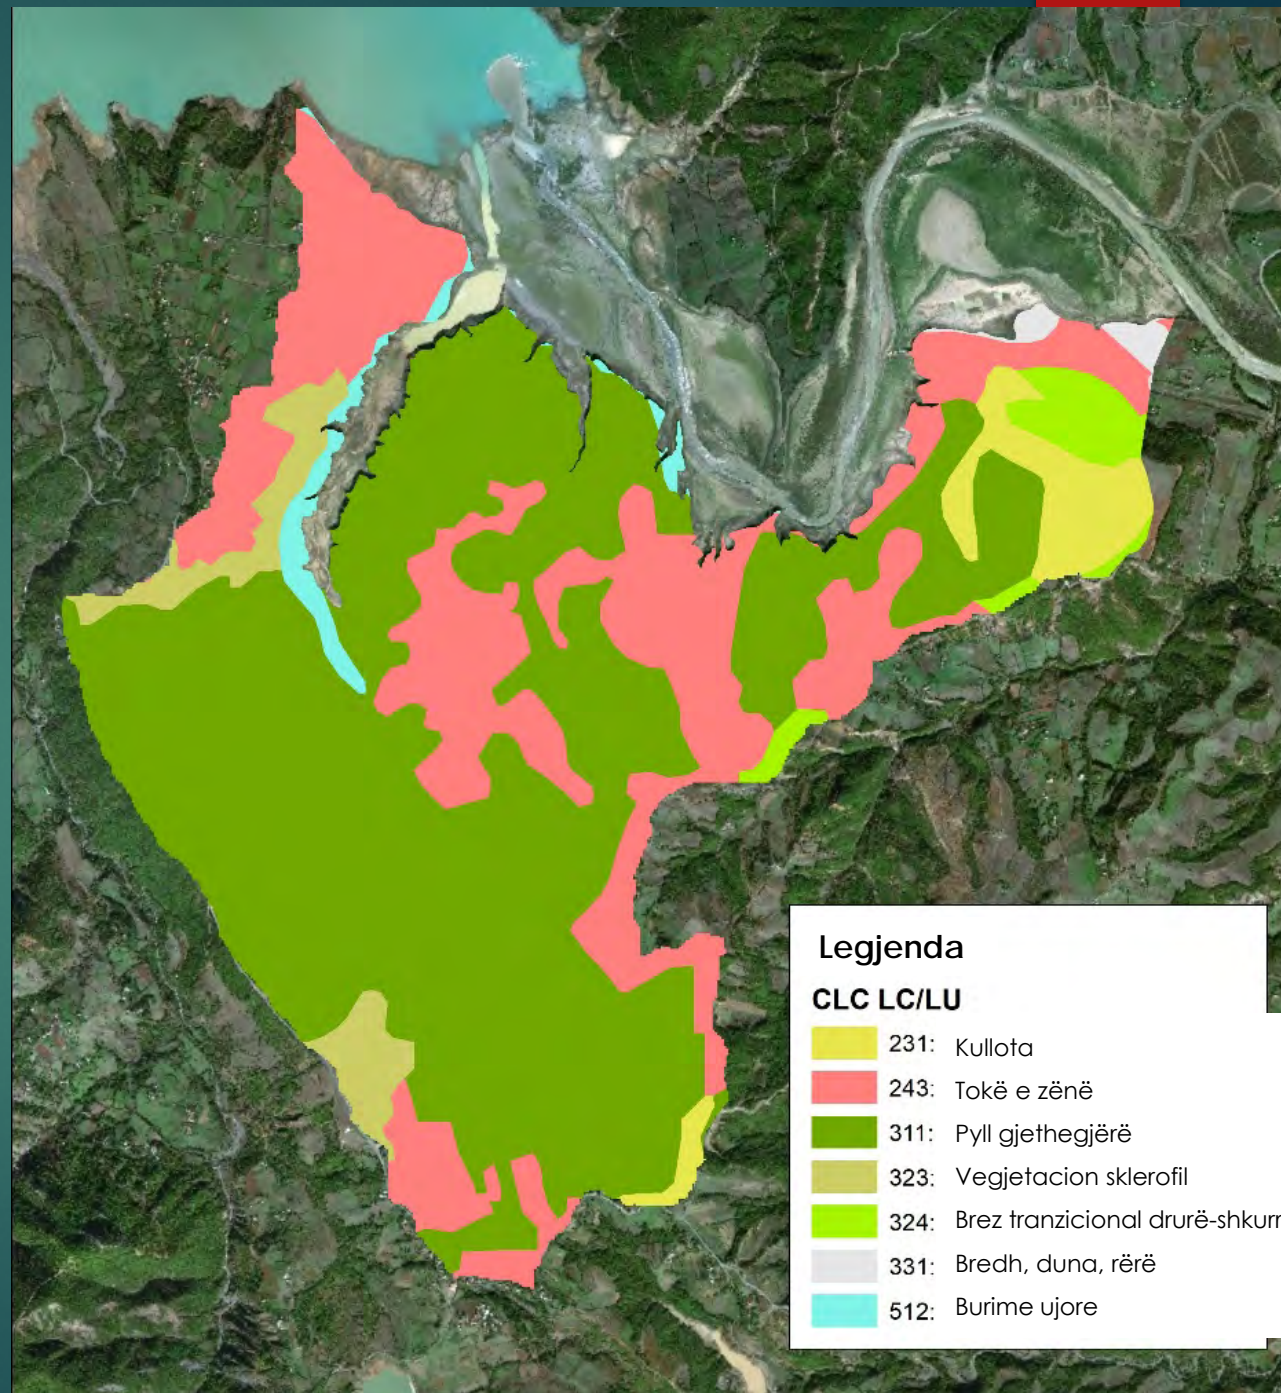 Legjenda
CLC LC/LU
231: Kullota
243: Tokë e zënë
311: Pyll gjethegjërë
323: Vegjetacion sklerofil
324: Brez tranzicional drurë-shkurr
331: Bredh, duna, rërë
512: Burime ujore